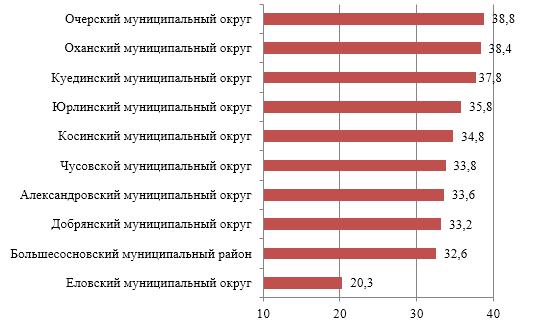 Очерский муниципальный округ 38,8
Оханский муниципальный округ 38,4
Куединский муниципальный округ 37,8
Юрлинский муниципальный округ 35,8
Косинский муниципальный округ 34,8
Чусовской муниципальный округ 33,8
Александровский муниципальный округ 33,6
Добрянский муниципальный округ 33,2
Большесосновский муниципальный район 32,6
Еловский муниципальный округ 20,3
10 20 30 40